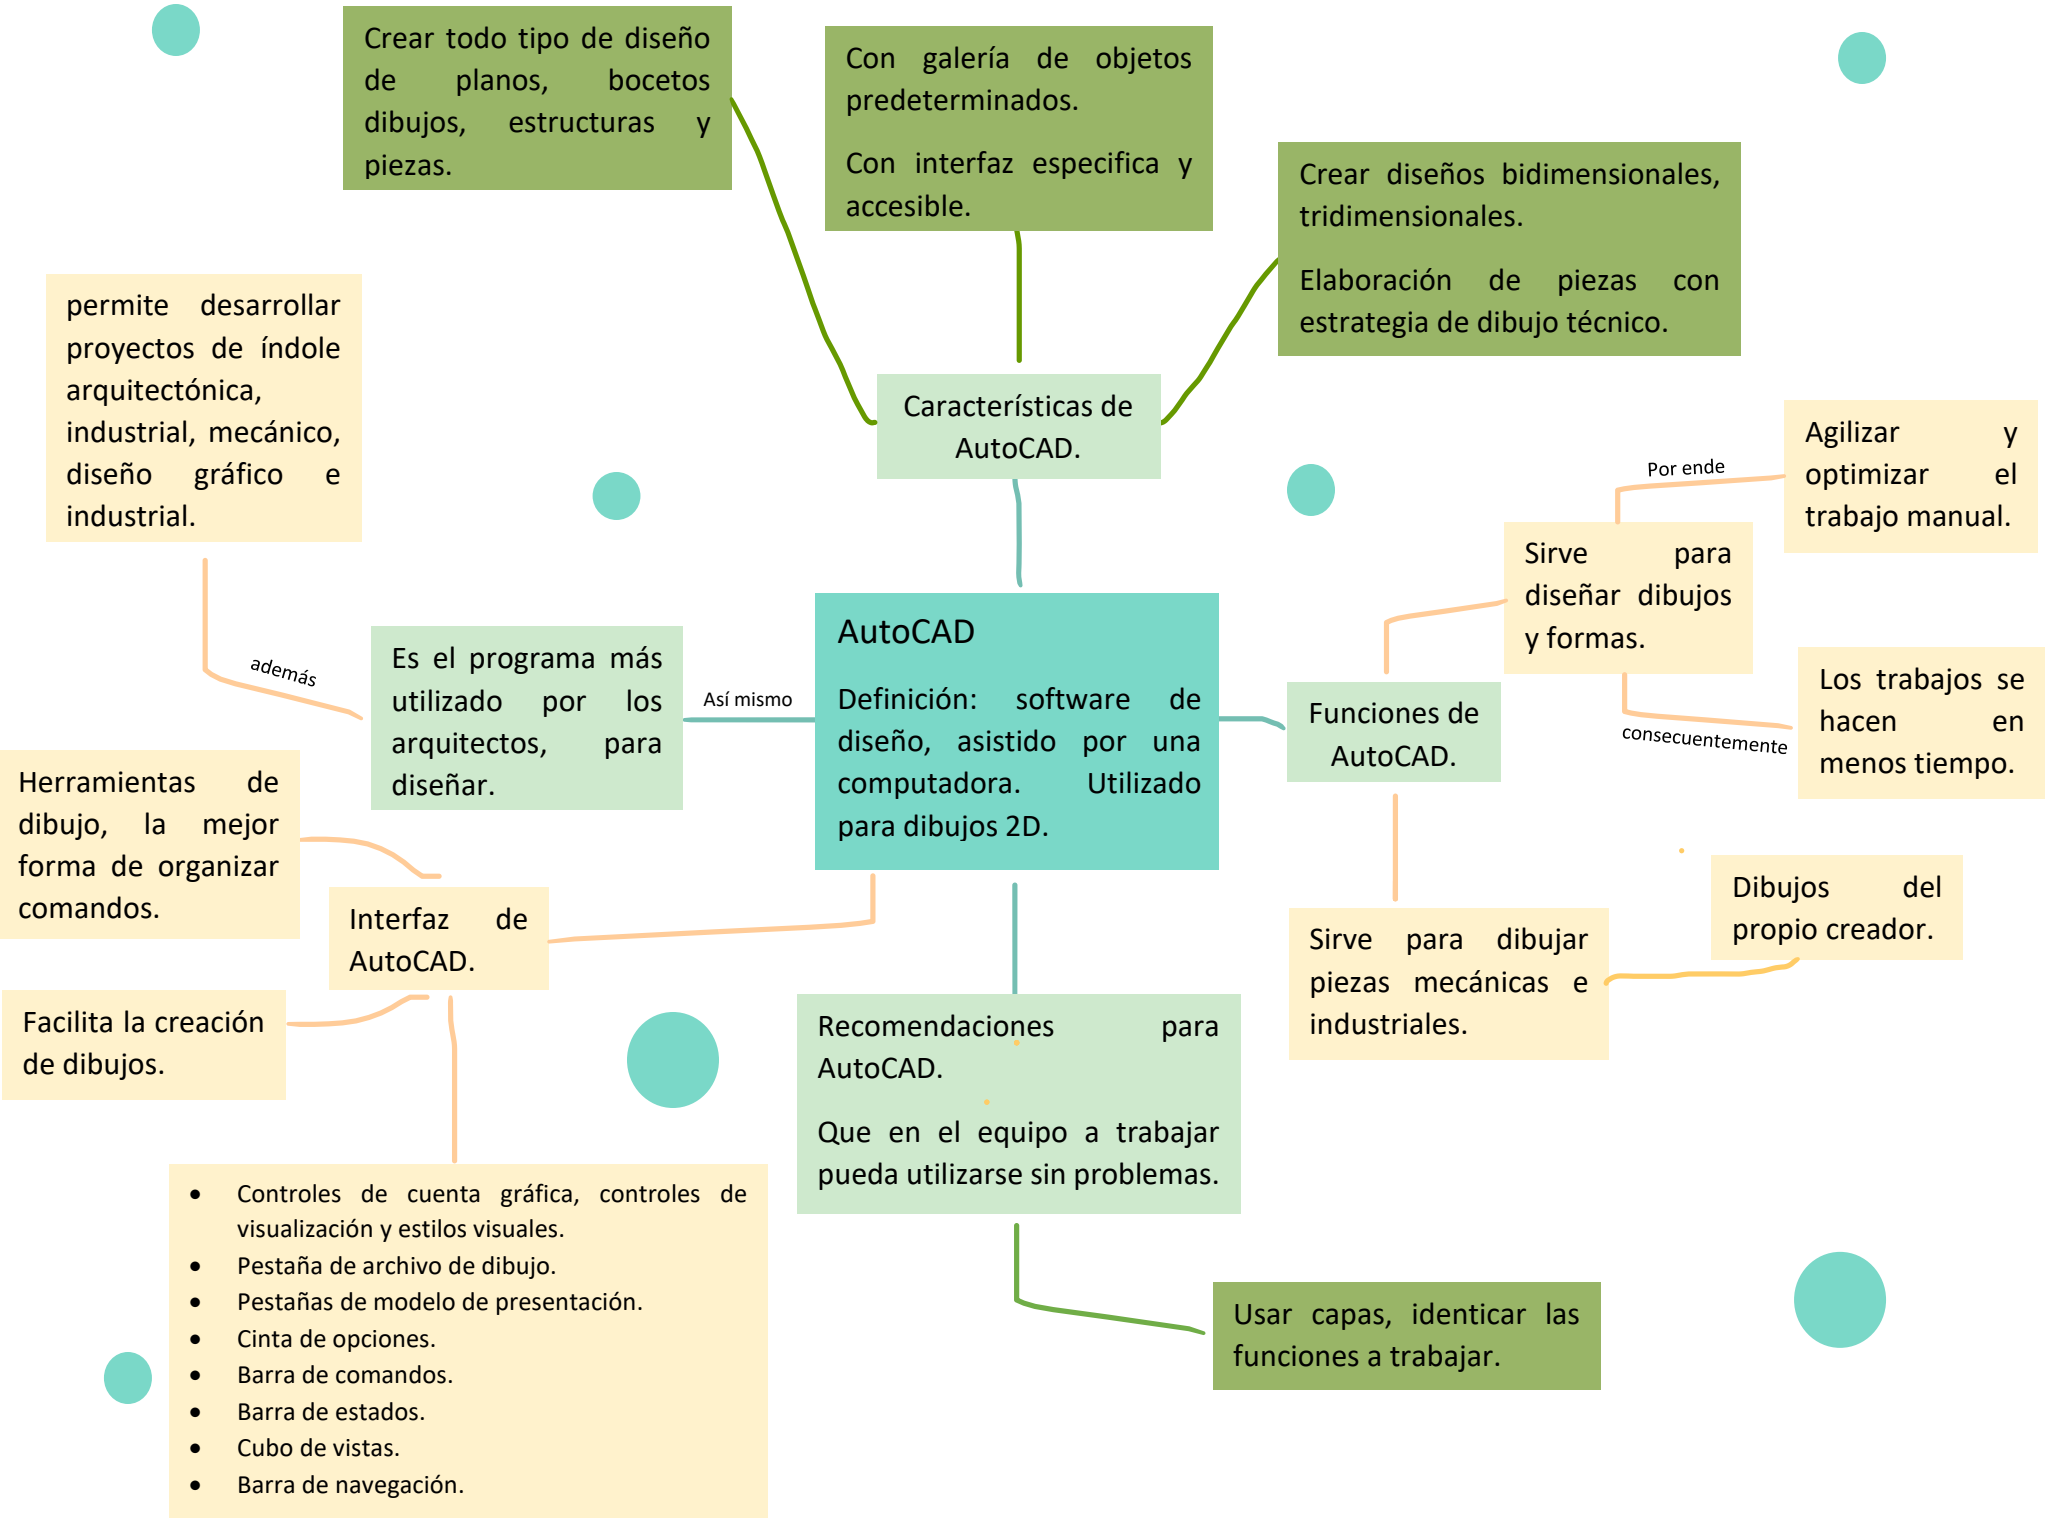 Crear todo tipo de diseño
de planos, bocetos
dibujos, estructuras y
piezas.
Con galería de objetos
predeterminados.
Con interfaz especifica y
accesible.
Crear diseños bidimensionales,
tridimensionales.
Elaboración de piezas con
estrategia de dibujo técnico.
permite desarrollar
proyectos de índole
arquitectónica,
industrial, mecánico,
diseño gráfico e
industrial.
Características de
AutoCAD.
Por ende
Agilizar y
optimizar el
trabajo manual.
Sirve para
diseñar dibujos
y formas.
además
Es el programa más
utilizado por los
arquitectos, para
diseñar.
Así mismo
AutoCAD
Definición: software de
diseño, asistido por una
computadora. Utilizado
para dibujos 2D.
Funciones de
AutoCAD.
consecuentemente
Los trabajos se
hacen en
menos tiempo.
Herramientas de
dibujo, la mejor
forma de organizar
comandos.
Interfaz de
AutoCAD.
Dibujos del
propio creador.
Sirve para dibujar
piezas mecánicas e
industriales.
Facilita la creación
de dibujos.
Recomendaciones para
AutoCAD.
Que en el equipo a trabajar
pueda utilizarse sin problemas.
• Controles de cuenta gráfica, controles de
visualización y estilos visuales.
• Pestaña de archivo de dibujo.
• Pestañas de modelo de presentación.
• Cinta de opciones.
• Barra de comandos.
• Barra de estados.
• Cubo de vistas.
• Barra de navegación.
Usar capas, identicar las
funciones a trabajar.